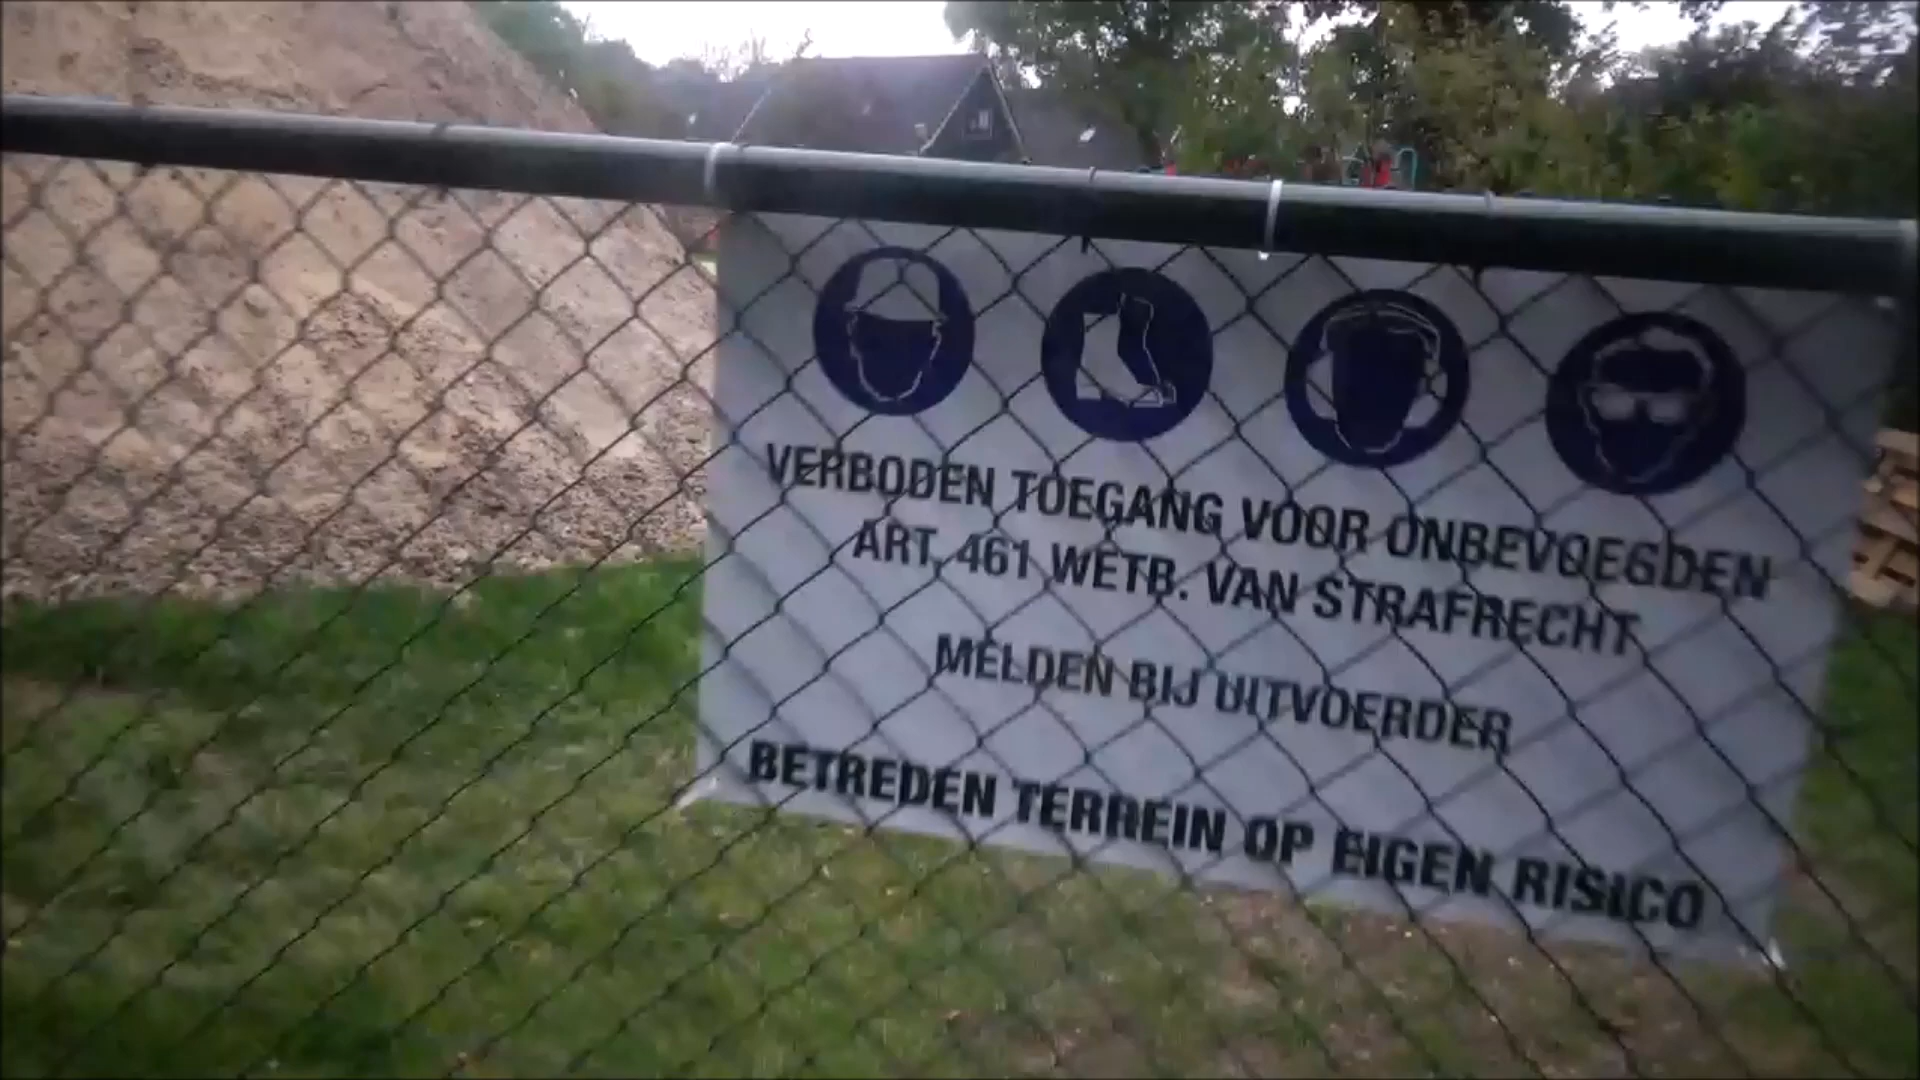 VERBODEN TOEGANG VOOR ONBEVOEGDEN
ART. 461 WETB. VAN STRAFRECHT
MELDEN BIJ UITVOERDER
BETREDEN TERREIN OP EIGEN RISICO